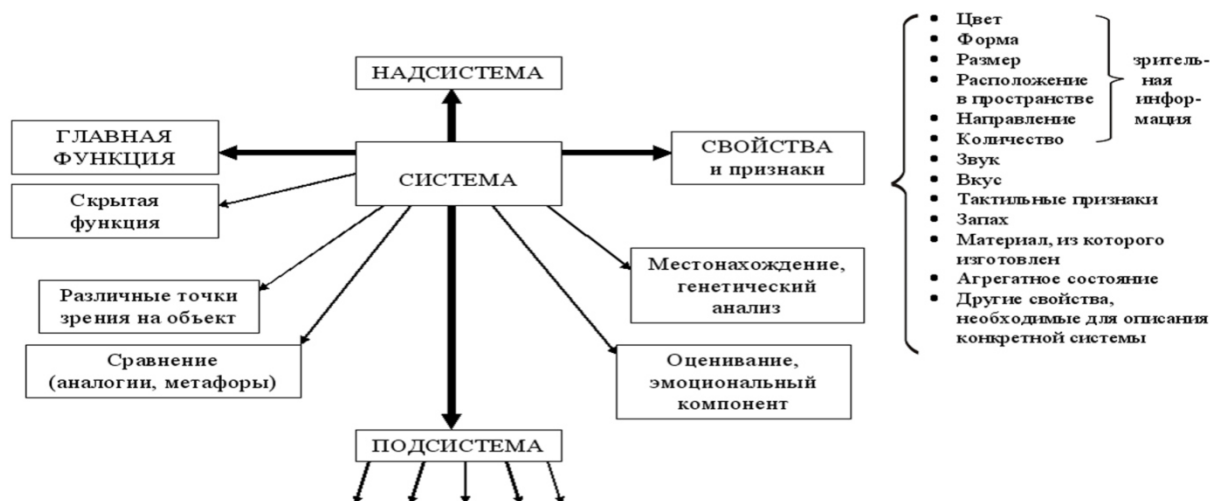 НАДСИСТЕМА
ГЛАВНАЯ
ФУНКЦИЯ
СИСТЕМА
СВОЙСТВА
и признаки
Скрытая
функция
Различные точки
зрения на объект
Сравнение
(аналогии, метафоры)
Местонахождение,
генетический
анализ
Оценивание,
эмоциональный
компонент
ПОДСИСТЕМА
• Цвет
• Форма
• Размер
• Расположение
в пространстве
• Направление
• Количество
• Звук
• Вкус
• Тактильные признаки
• Запах
• Материал, из которого
изготовлен
• Агрегатное состояние
• Другие свойства,
необходимые для описания
конкретной системы
зритель-
ная
инфор-
мация